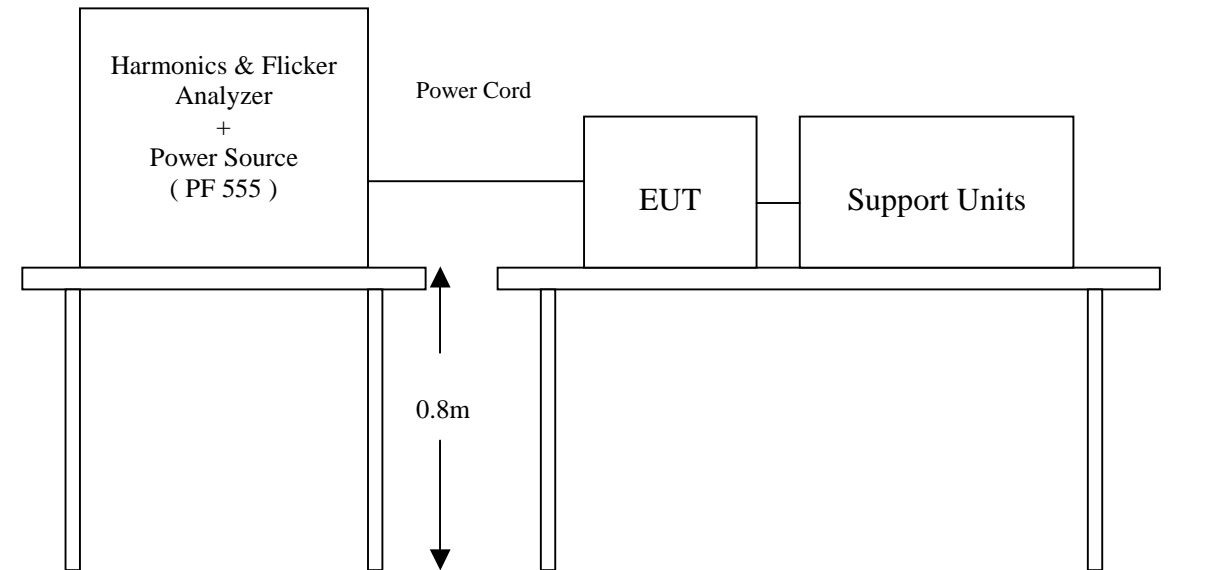 Harmonics & Flicker
Analyzer
+
Power Source
( PF 555 )
Power Cord
EUT
Support Units
0.8m